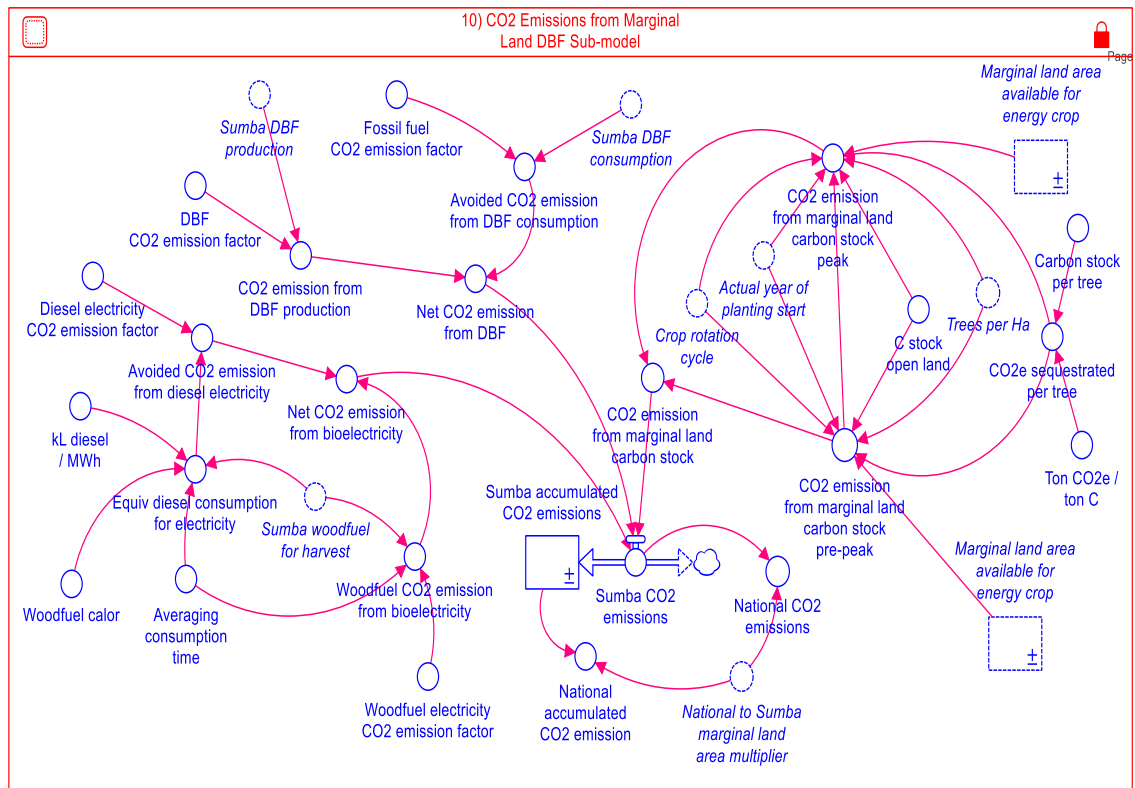 10) CO2 Emissions from Marginal
Land DBF Sub-model
Page
Marginal land area
available for
energy crop
±
Sumba DBF
production
Fossil fuel
CO2 emission factor
Sumba DBF
consumption
DBF
CO2 emission factor
Avoided CO2 emission
from DBF consumption
CO2 emission
from marginal land
carbon stock
peak
Carbon stock
per tree
CO2 emission from
DBF production
Net CO2 emission
from DBF
Actual year of
planting start
Diesel electricity
CO2 emission factor
Crop rotation
cycle
C stock
open land
Trees per Ha
Avoided CO2 emission
from diesel electricity
CO2e sequestrated
per tree
Net CO2 emission
from bioelectricity
CO2 emission
from marginal land
carbon stock
kL diesel
/ MWh
Ton CO2e /
ton C
Equiv diesel consumption
for electricity
Sumba woodfuel
for harvest
Sumba accumulated
CO2 emissions
±
CO2 emission
from marginal land
carbon stock
pre-peak
Marginal land area
available for
energy crop
±
Woodfuel calor
Averaging
consumption
time
Woodfuel CO2 emission
from bioelectricity
Sumba CO2
emissions
National CO2
emissions
Woodfuel electricity
CO2 emission factor
National
accumulated
CO2 emission
National to Sumba
marginal land
area multiplier